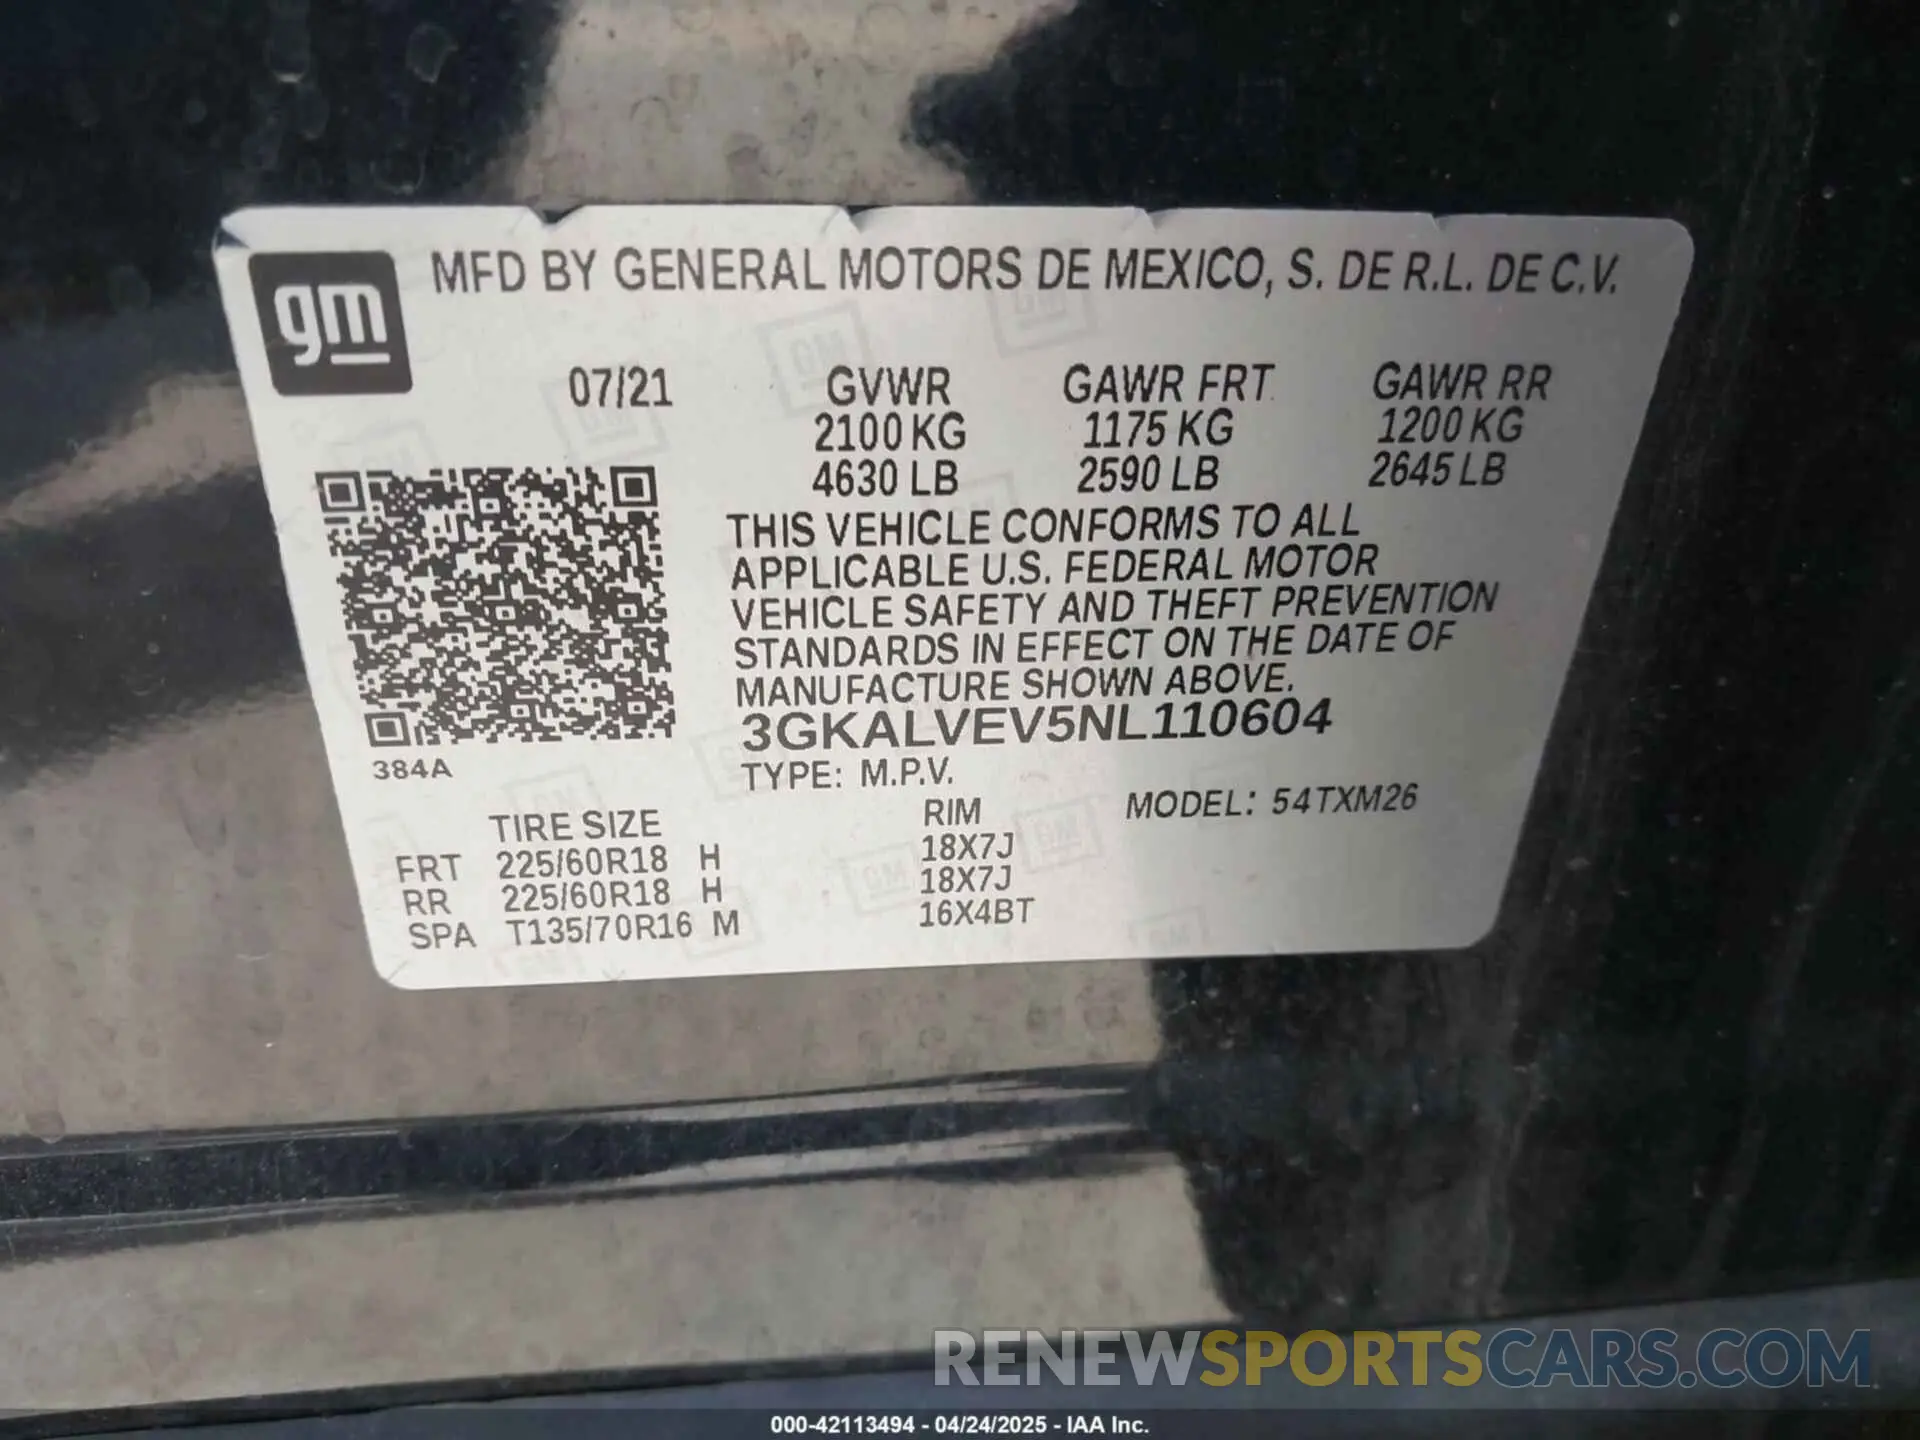 gm
MFD BY GENERAL MOTORS DE MEXICO, S. DE R.L. DE C.V.
07/21 GVWR GAWR FRT GAWR RR
2100 KG 1175 KG 1200 KG
4630 LB 2590 LB 2645 LB
THIS VEHICLE CONFORMS TO ALL
APPLICABLE U.S. FEDERAL MOTOR
VEHICLE SAFETY AND THEFT PREVENTION
STANDARDS IN EFFECT ON THE DATE OF
MANUFACTURE SHOWN ABOVE.
3GKALVEV5NL110604
384A
TYPE: M.P.V.
MODEL: 54TXM26
TIRE SIZE RIM
FRT 225/60R18 H 18X7J
RR 225/60R18 H 18X7J
SPA T135/70R16 M 16X4BT
RENEWSPORTSCARS.COM
000-42113494 - 04/24/2025 - IAA Inc.